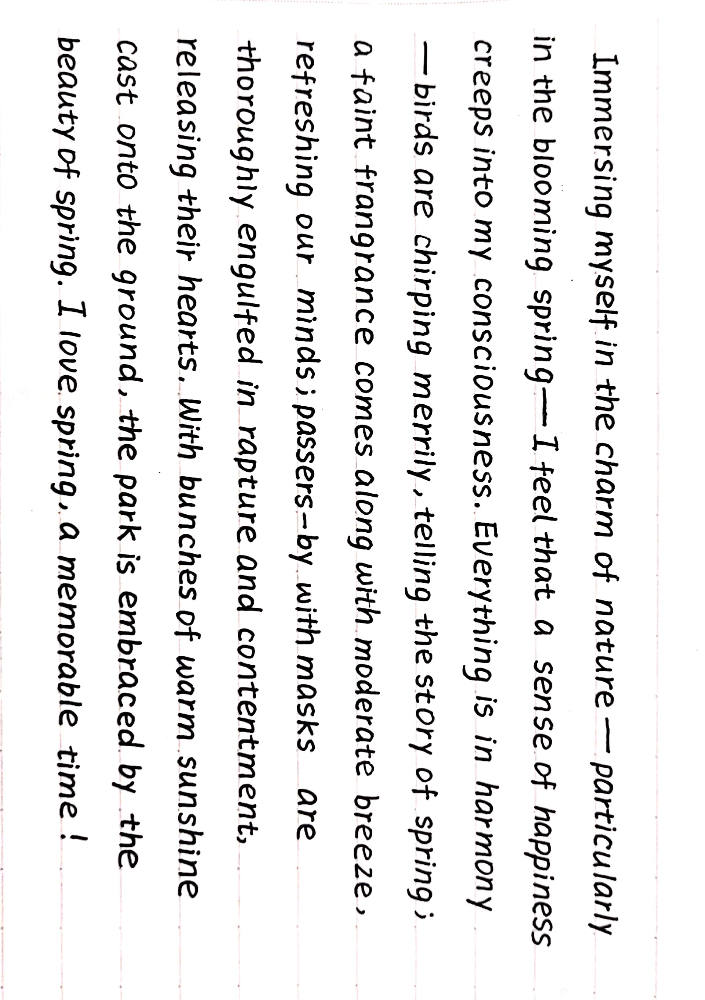 Immersing myself in the charm of nature—particularly
in the blooming spring—I feel that a sense of happiness
creeps into my consciousness. Everything is in harmony
—birds are chirping merrily, telling the story of spring;
a faint frangrance comes along with moderate breeze,
refreshing our minds; passers-by with masks are
thoroughly engulfed in rapture and contentment,
releasing their hearts. With bunches of warm sunshine
cast onto the ground, the park is embraced by the
beauty of spring. I love spring, a memorable time!